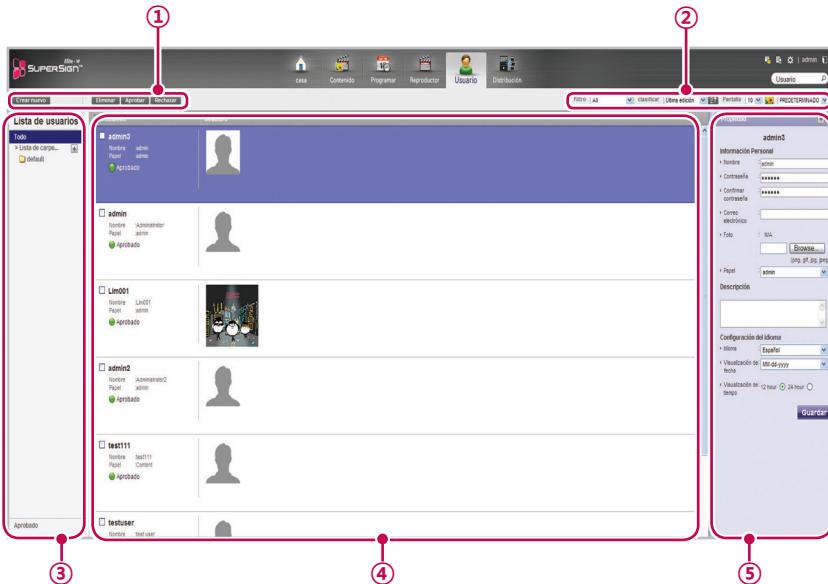 ①
②
Elite - w
SUPERSIGN™
casa
Contenido
Programar
Reproductor
Usuario
Distribución
admin
Usuario
Crear nuevo
Eliminar
Aprobar
Rechazar
Filtro
All
clasificar
Última edición
Pantalla
10
PREDETERMINADO
Lista de usuarios
Todo
> Lista de carpe...
default
Aprobado
admin3
Nombre :admin
Papel :admin
Aprobado
admin
Nombre :Administrator
Papel :admin
Aprobado
Lim001
Nombre :Lim001
Papel :admin
Aprobado
admin2
Nombre :Administrator2
Papel :admin
Aprobado
test111
Nombre :test111
Papel :Content
Aprobado
testuser
Nombre :test user
Propiedad
admin3
Información Personal
Nombre : admin
Contraseña : ••••••
Confirmar contraseña : ••••••
Correo electrónico :
Foto : N/A
Browse...
(png, gif, jpg, jpeg
Papel : admin
Descripción
Configuración del idioma
Idioma : Español
Visualización de fecha : MM-dd-yyyy
Visualización de tiempo : 12 hour 24 hour
Guardar
③
④
⑤